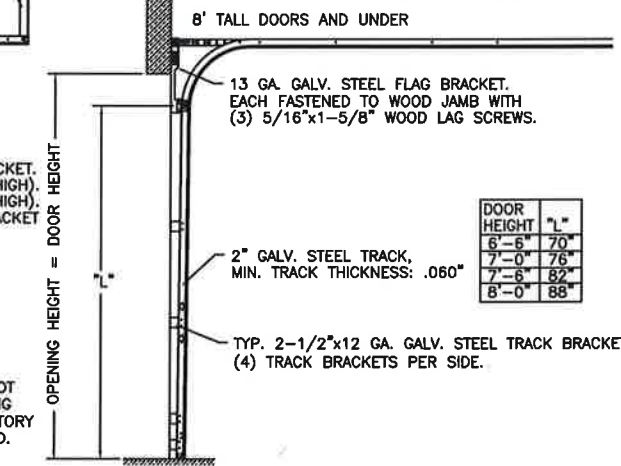 8' TALL DOORS AND UNDER
13 GA. GALV. STEEL FLAG BRACKET.
EACH FASTENED TO WOOD JAMB WITH
(3) 5/16"x1-5/8" WOOD LAG SCREWS.
HIGH).
HIGH).
OPENING HEIGHT = DOOR HEIGHT
"L"
2" GALV. STEEL TRACK,
MIN. TRACK THICKNESS: .060"
DOOR HEIGHT "L"
6'-6" 70"
7'-0" 76"
7'-6" 82"
8'-0" 88"
TYP. 2-1/2"x12 GA. GALV. STEEL TRACK BRACKE
(4) TRACK BRACKETS PER SIDE.